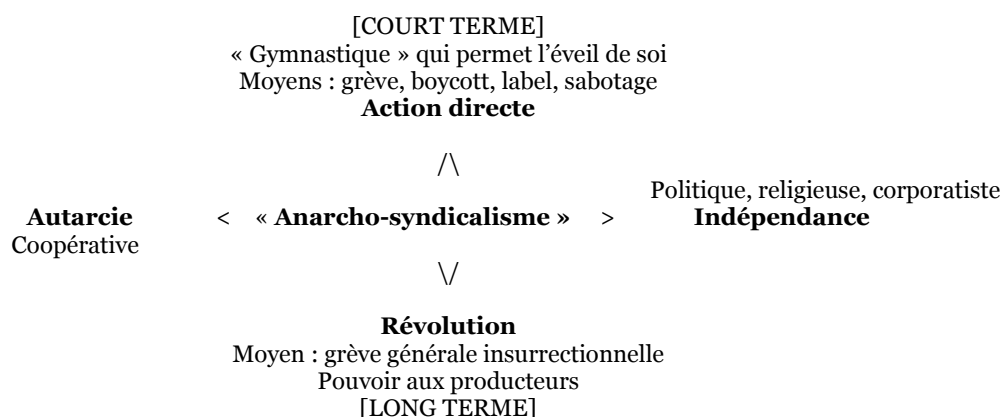 [COURT TERME]
« Gymnastique » qui permet l’éveil de soi
Moyens : grève, boycott, label, sabotage
Action directe
/\
Politique, religieuse, corporatiste
Autarcie < « Anarcho-syndicalisme » > Indépendance
Coopérative
\/
Révolution
Moyen : grève générale insurrectionnelle
Pouvoir aux producteurs
[LONG TERME]